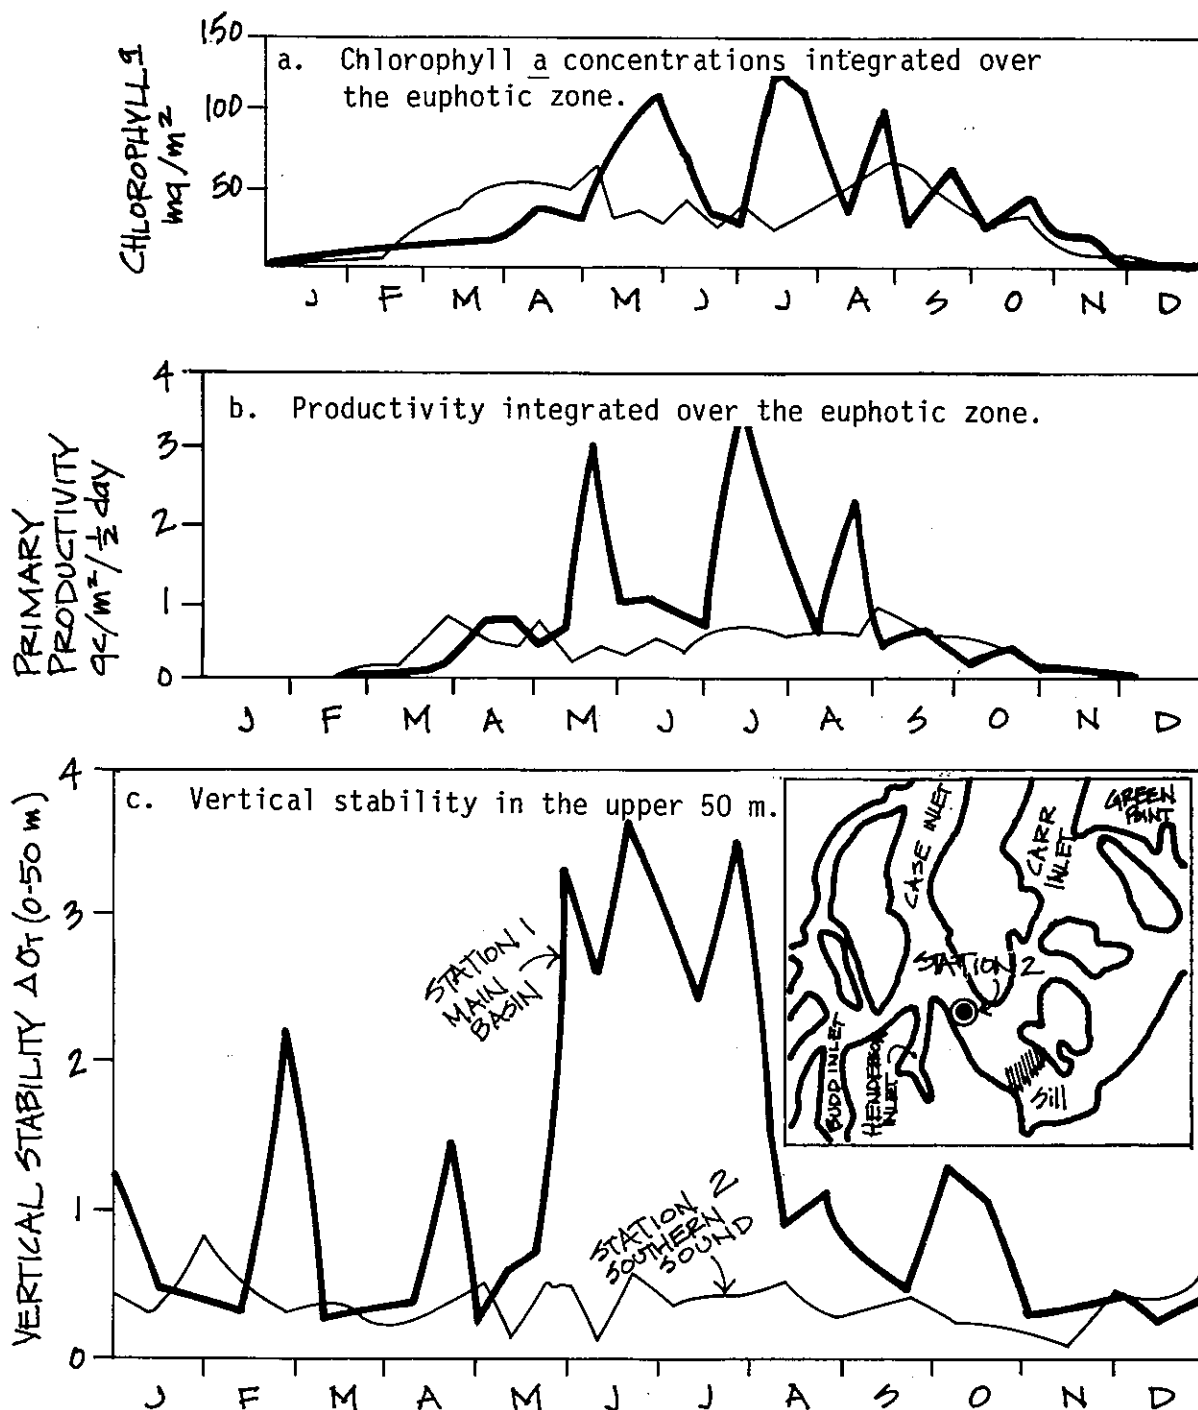 150
100
50
CHLOROPHYLL a
mg/m²
a. Chlorophyll a concentrations integrated over
the euphotic zone.
J F M A M J J A S O N D
4
3
2
1
0
PRIMARY
PRODUCTIVITY
gc/m²/½ day
b. Productivity integrated over the euphotic zone.
J F M A M J J A S O N D
4
3
2
1
0
VERTICAL STABILITY ΔσT (0-50 m)
c. Vertical stability in the upper 50 m.
STATION 1
MAIN
BASIN
STATION 2
SOUTHERN
SOUND
CASE INLET
CARR
INLET
GREEN
POINT
STATION 2
BUDD INLET
HENDERSON
INLET
Sill
J F M A M J J A S O N D